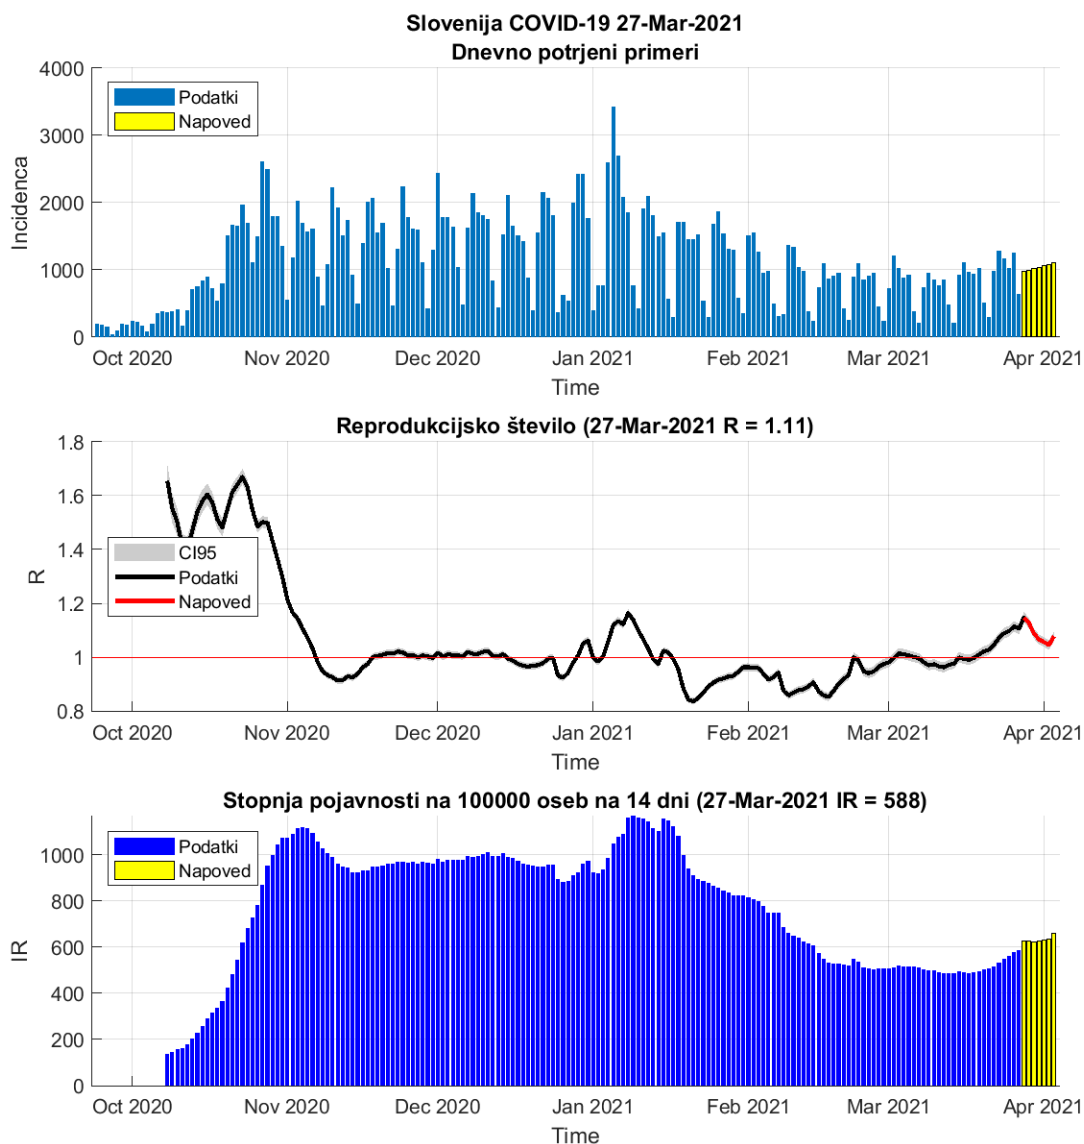 Slovenija COVID-19 27-Mar-2021
Dnevno potrjeni primeri
4000
3000
2000
1000
0
Incidenca
Podatki
Napoved
Oct 2020 Nov 2020 Dec 2020 Jan 2021 Feb 2021 Mar 2021 Apr 2021
Time
Reprodukcijsko število (27-Mar-2021 R = 1.11)
1.8
1.6
1.4
1.2
1
0.8
R
CI95
Podatki
Napoved
Oct 2020 Nov 2020 Dec 2020 Jan 2021 Feb 2021 Mar 2021 Apr 2021
Time
Stopnja pojavnosti na 100000 oseb na 14 dni (27-Mar-2021 IR = 588)
1000
800
600
400
200
0
IR
Podatki
Napoved
Oct 2020 Nov 2020 Dec 2020 Jan 2021 Feb 2021 Mar 2021 Apr 2021
Time